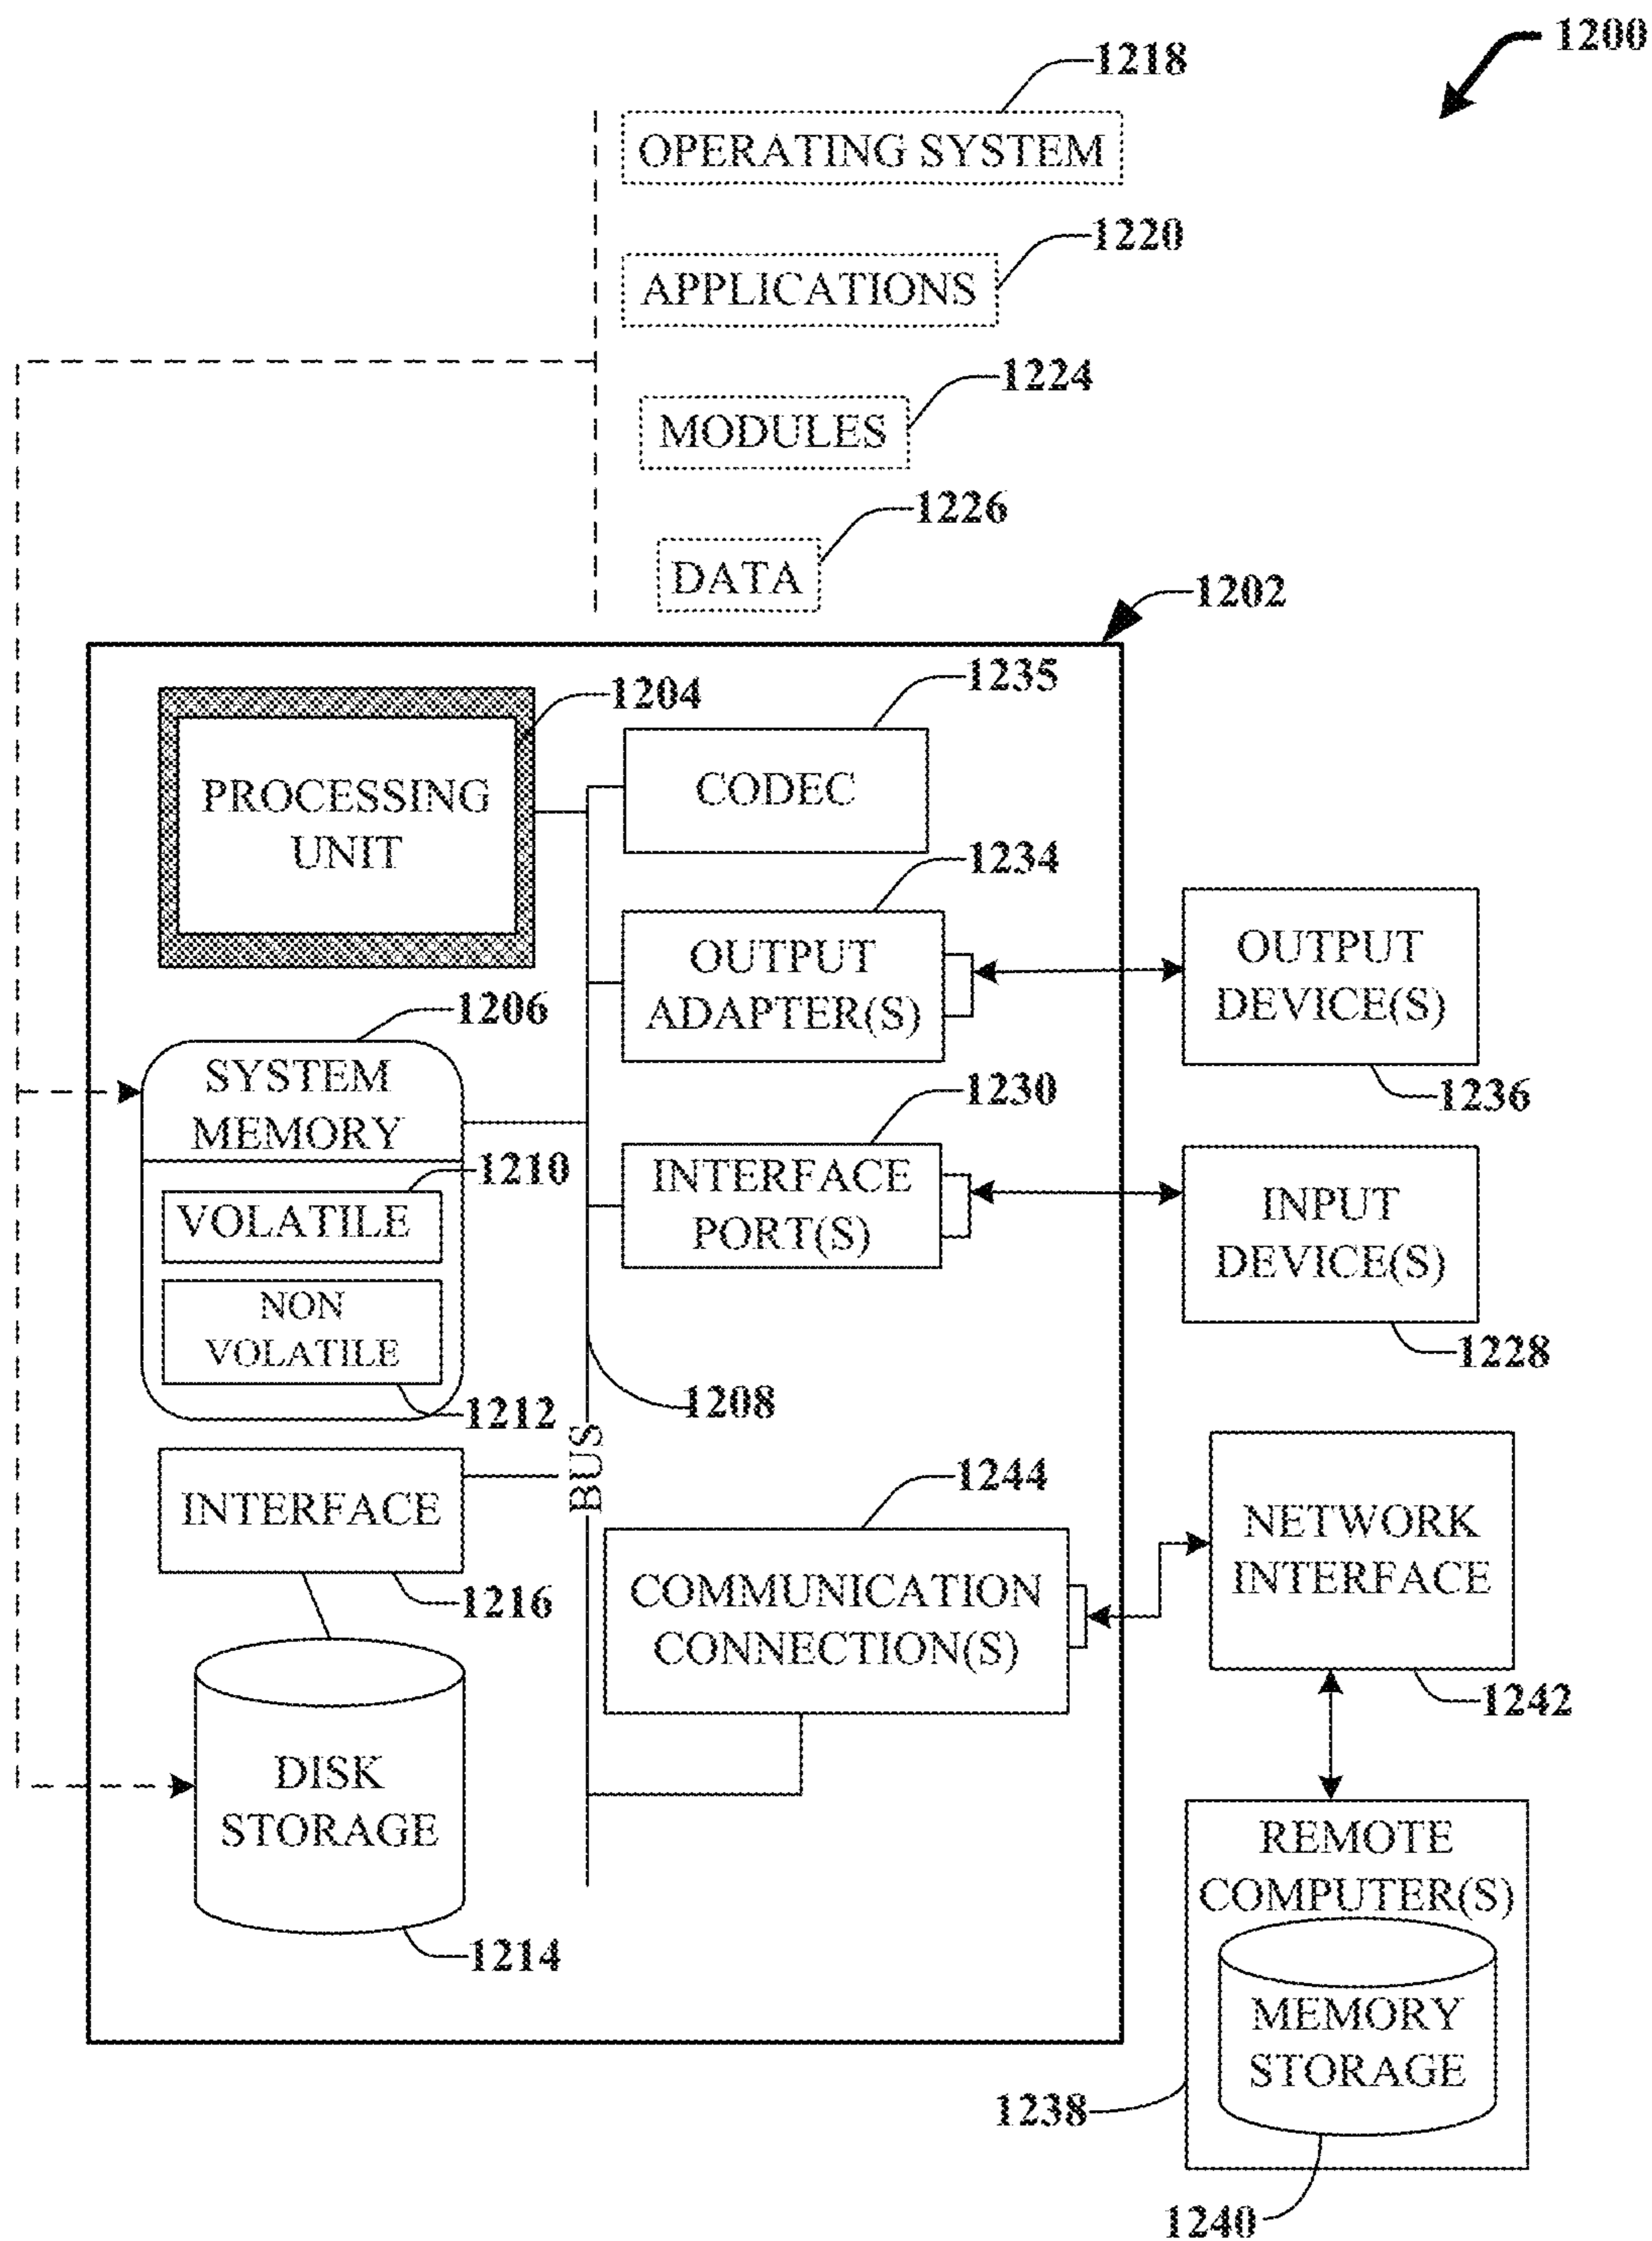 1200
1218
OPERATING SYSTEM
1220
APPLICATIONS
1224
MODULES
1226
DATA
1202
1204
PROCESSING
UNIT
1235
CODEC
1234
OUTPUT
ADAPTER(S)
OUTPUT
DEVICE(S)
1236
1206
SYSTEM
MEMORY
1210
VOLATILE
NON
VOLATILE
1212
1230
INTERFACE
PORT(S)
INPUT
DEVICE(S)
1228
1208
BUS
INTERFACE
1216
1244
COMMUNICATION
CONNECTION(S)
NETWORK
INTERFACE
1242
DISK
STORAGE
1214
REMOTE
COMPUTER(S)
MEMORY
STORAGE
1238
1240